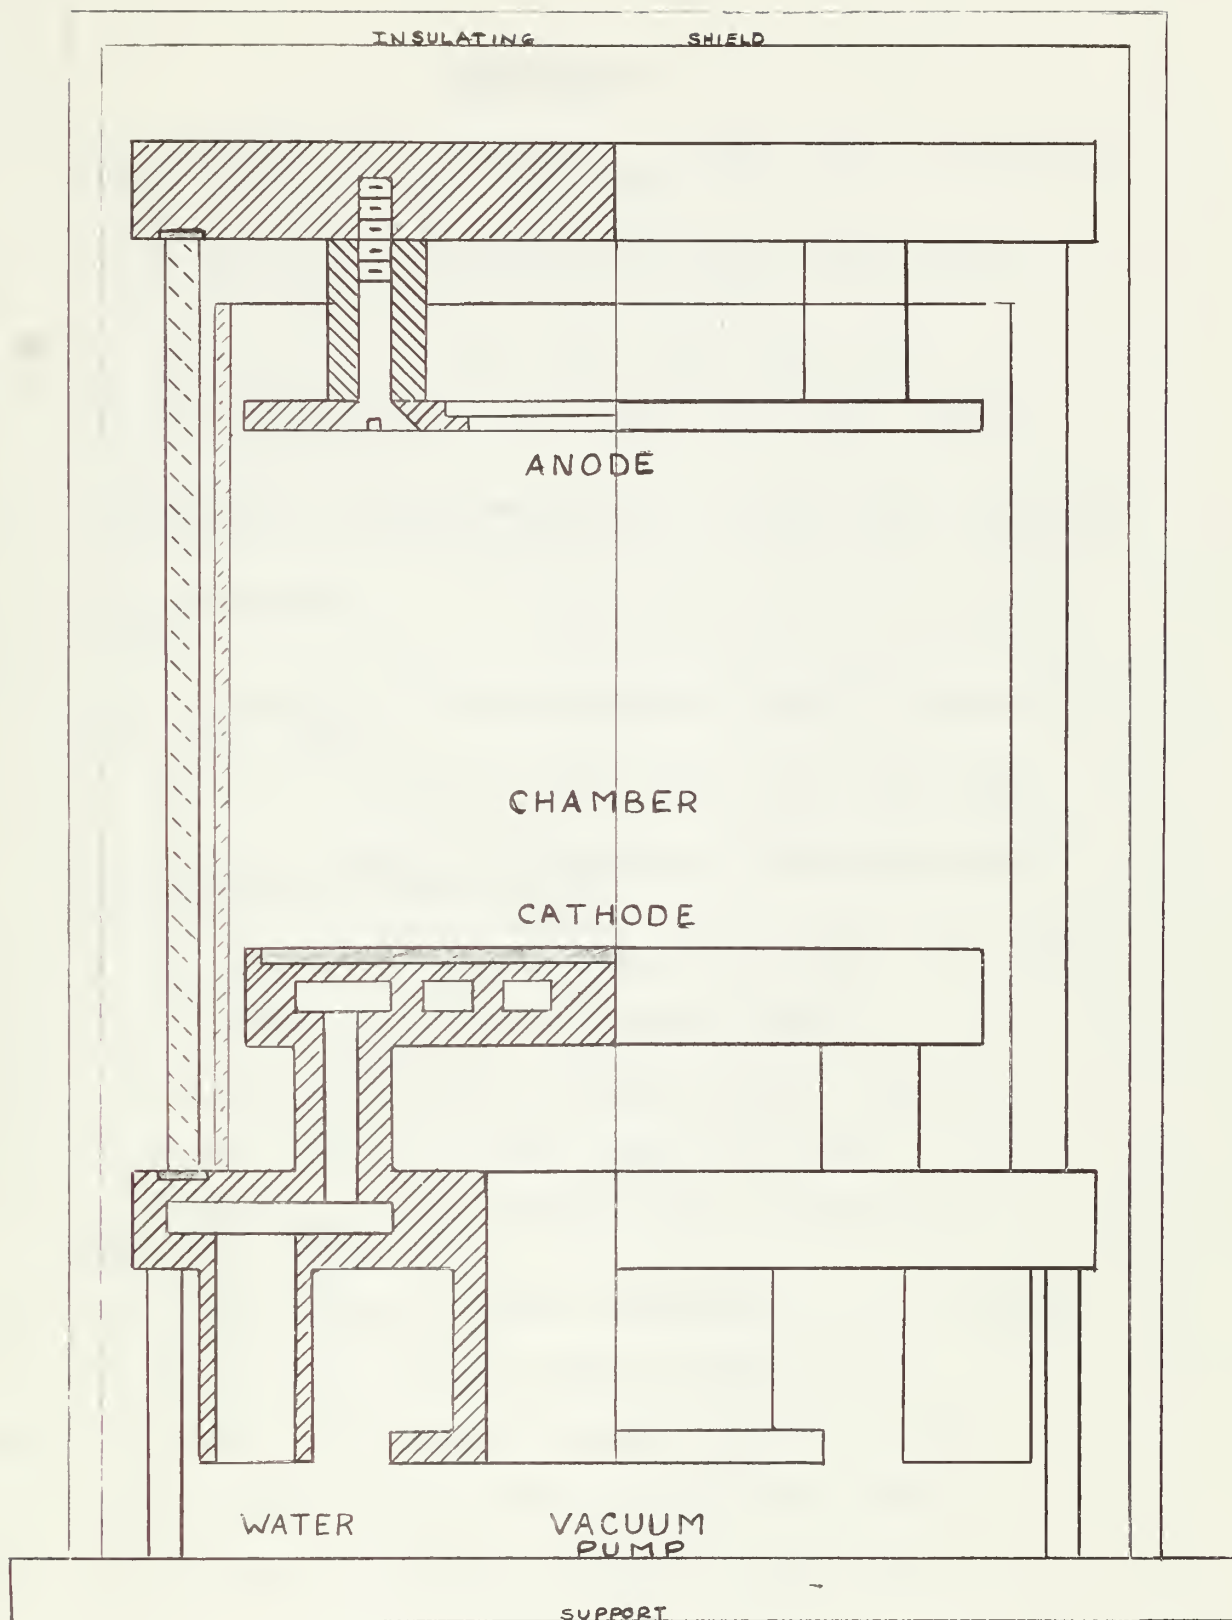 INSULATING SHIELD
ANODE
CHAMBER
CATHODE
WATER VACUUM
PUMP
SUPPORT